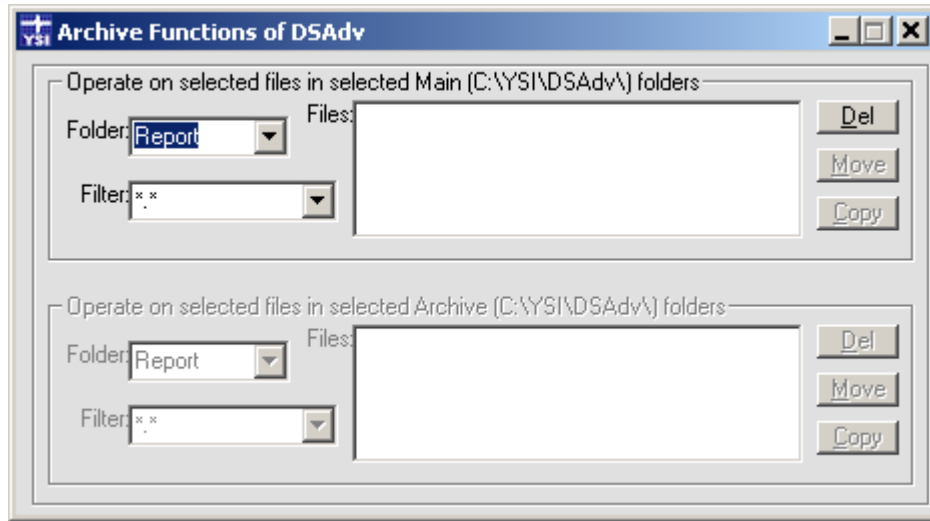 YSI Archive Functions of DSAdv
Operate on selected files in selected Main (C:\YSI\DSAdv\) folders
Folder: Report
Files:
Del
Filter: *.*
Move
Copy
Operate on selected files in selected Archive (C:\YSI\DSAdv\) folders
Folder: Report
Files:
Del
Filter: *.*
Move
Copy